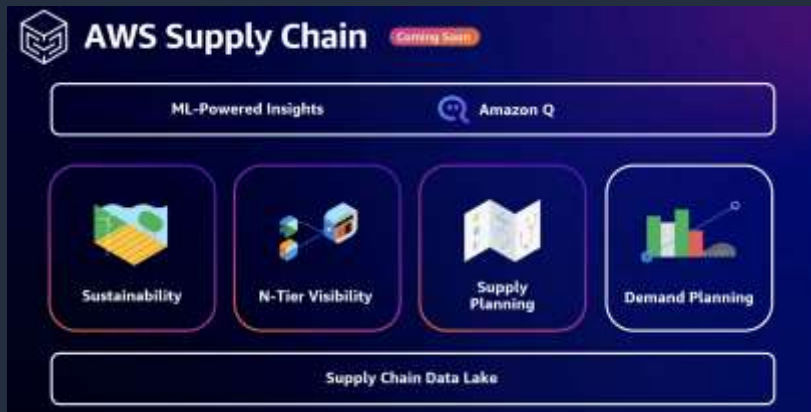 AWS Supply Chain Coming Soon
ML-Powered Insights Amazon Q
Sustainability
N-Tier Visibility
Supply
Planning
Demand Planning
Supply Chain Data Lake